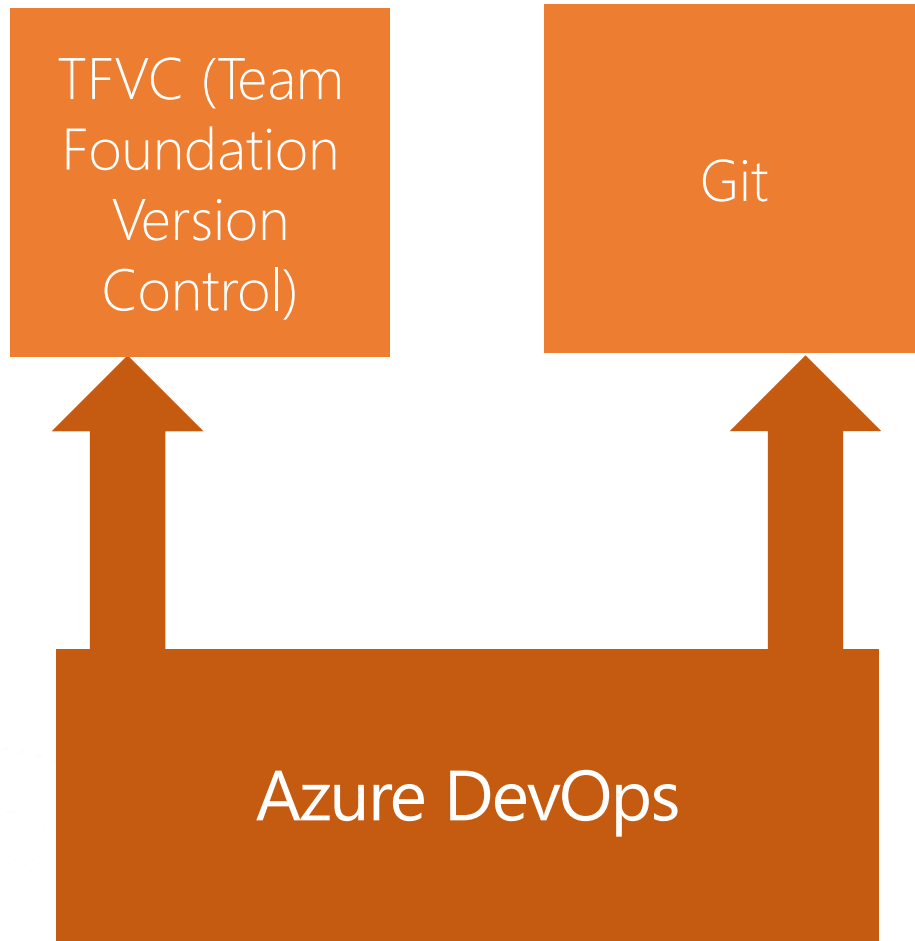 TFVC (Team
Foundation
Version
Control)
Git
Azure DevOps